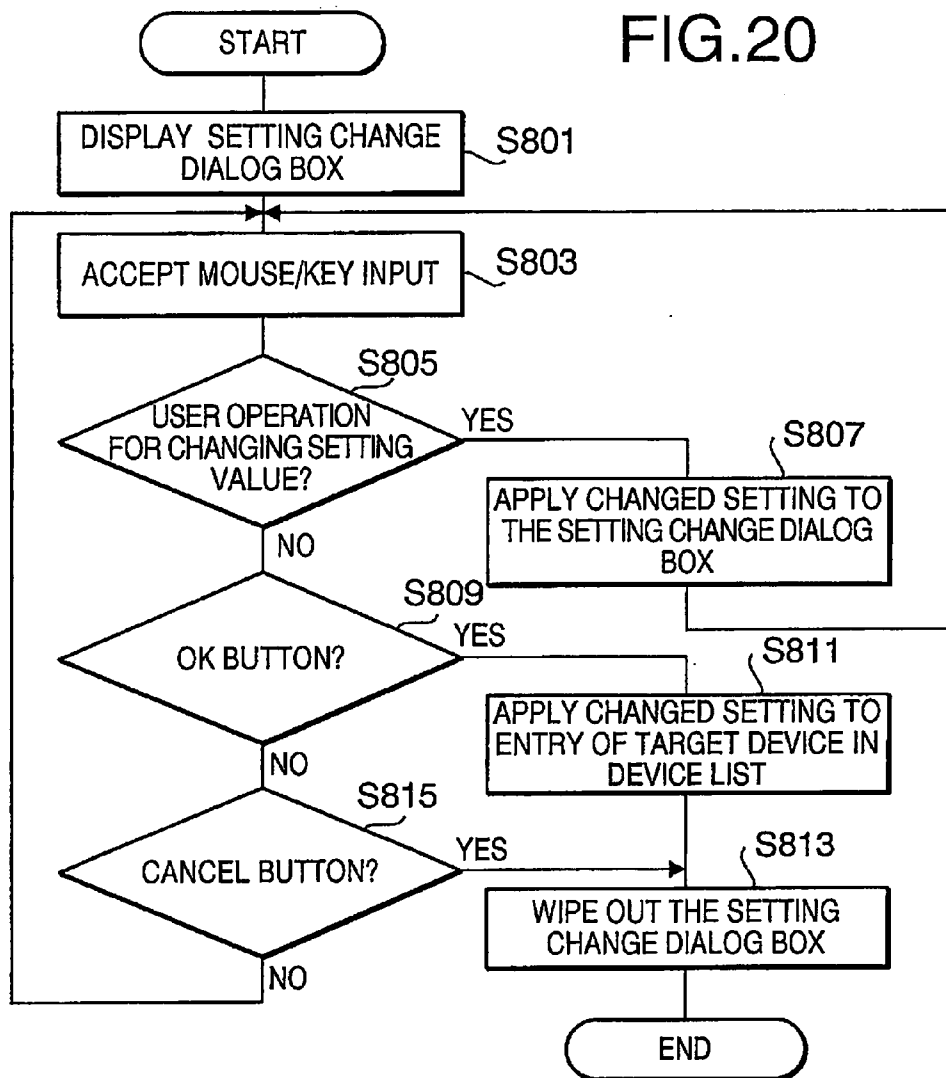 FIG.20
START
DISPLAY SETTING CHANGE
DIALOG BOX
S801
ACCEPT MOUSE/KEY INPUT
S803
S805
USER OPERATION
FOR CHANGING SETTING
VALUE?
YES
NO
S807
APPLY CHANGED SETTING TO
THE SETTING CHANGE DIALOG
BOX
S809
OK BUTTON?
YES
NO
S811
APPLY CHANGED SETTING TO
ENTRY OF TARGET DEVICE IN
DEVICE LIST
S815
CANCEL BUTTON?
YES
NO
S813
WIPE OUT THE SETTING
CHANGE DIALOG BOX
END